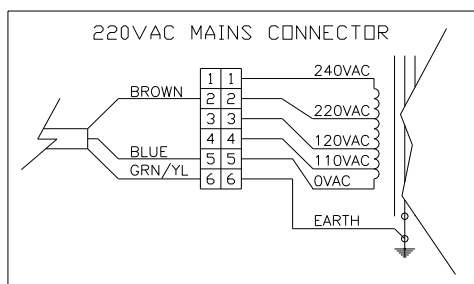 220VAC MAINS CONNECTOR
240VAC
1 1
BROWN
2 2
220VAC
3 3
120VAC
4 4
110VAC
BLUE
5 5
0VAC
GRN/YL
6 6
EARTH